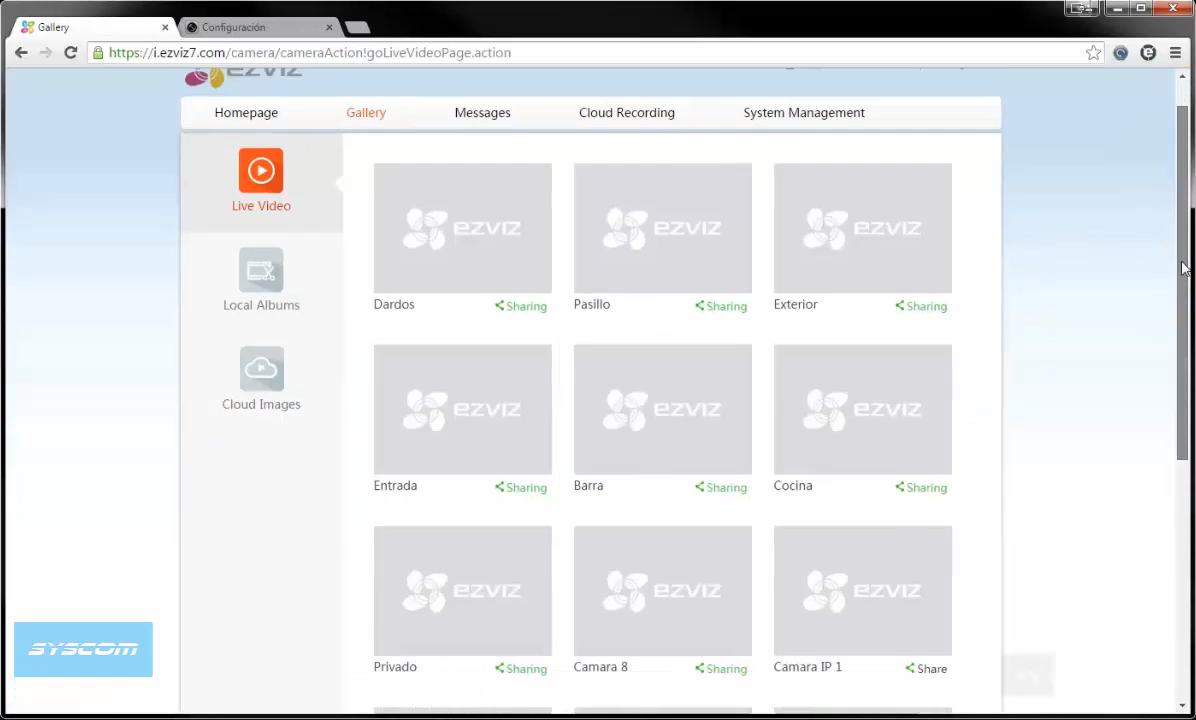 Gallery
Configuración
https://i.ezviz7.com/camera/cameraAction!goLiveVideoPage.action
ezviz
Homepage
Gallery
Messages
Cloud Recording
System Management
Live Video
Local Albums
Cloud Images
ezviz
ezviz
ezviz
Dardos
Sharing
Pasillo
Sharing
Exterior
Sharing
ezviz
ezviz
ezviz
Entrada
Sharing
Barra
Sharing
Cocina
Sharing
ezviz
ezviz
ezviz
Privado
Sharing
Camara 8
Sharing
Camara IP 1
Share
SYSCOM